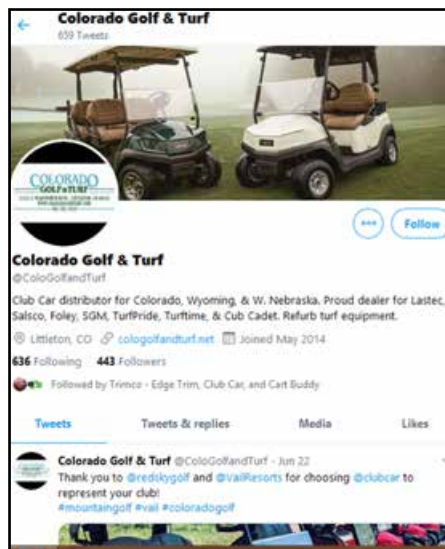 Colorado Golf & Turf
659 Tweets
COLORADO
GOLF & TURF
Follow
Colorado Golf & Turf
@ColoGolfandTurf
Club Car distributor for Colorado, Wyoming, & W. Nebraska. Proud dealer for Lastec,
Salsco, Foley, SGM, TurfPride, Turftime, & Cub Cadet. Refurb turf equipment.
Littleton, CO cologolfandturf.net Joined May 2014
636 Following 443 Followers
Followed by Trimco - Edge Trim, Club Car, and Cart Buddy
Tweets Tweets & replies Media Likes
Colorado Golf & Turf @ColoGolfandTurf - Jun 22
Thank you to @redskygolf and @VailResorts for choosing @clubcar to
represent your club!
#mountaingolf #vail #coloradogolf